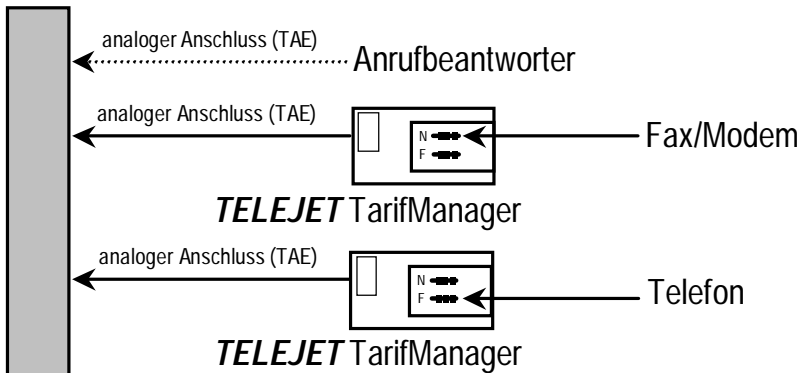 analoger Anschluss (TAE)
Anrufbeantworter
analoger Anschluss (TAE)
N
F
Fax/Modem
TELEJET TarifManager
analoger Anschluss (TAE)
N
F
Telefon
TELEJET TarifManager